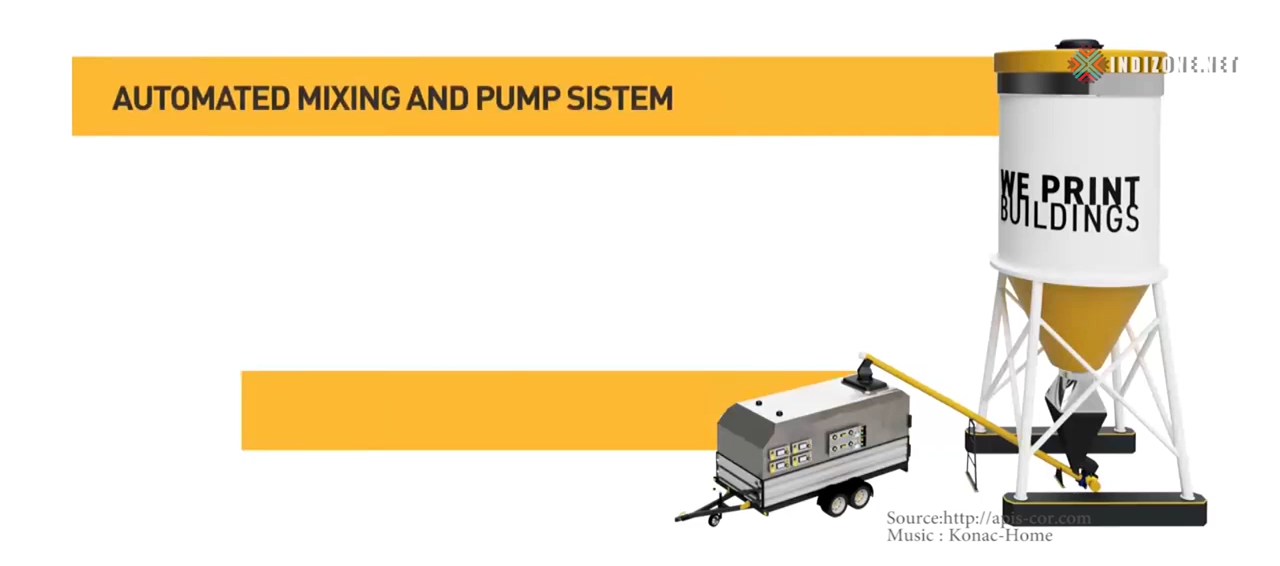 AUTOMATED MIXING AND PUMP SISTEM
INDIZONE.NET
WE PRINT
BUILDINGS
Source:http://apis-cor.com
Music : Konac-Home